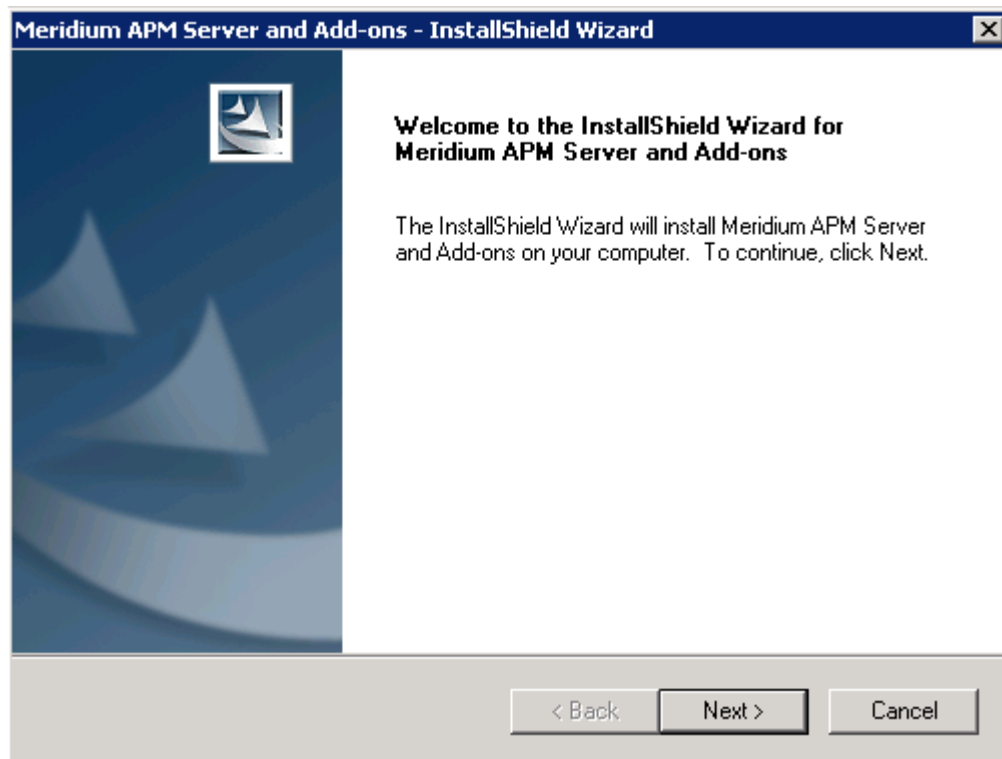 Meridium APM Server and Add-ons - InstallShield Wizard
Welcome to the InstallShield Wizard for
Meridium APM Server and Add-ons
The InstallShield Wizard will install Meridium APM Server
and Add-ons on your computer.  To continue, click Next.
< Back
Next >
Cancel